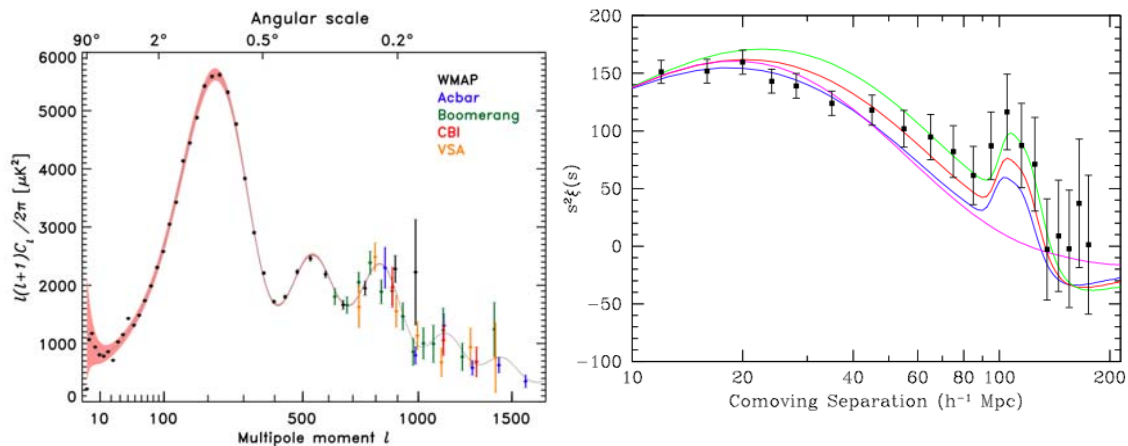 Angular scale
90° 2° 0.5° 0.2°
6000
5000
4000
3000
2000
1000
0
l(l+1)Cₗ/2π [μK²]
WMAP
Acbar
Boomerang
CBI
VSA
10 100 500 1000 1500
Multipole moment l
200
150
100
50
0
−50
−100
s²ξ(s)
10 20 40 60 80 100 200
Comoving Separation (h⁻¹ Mpc)